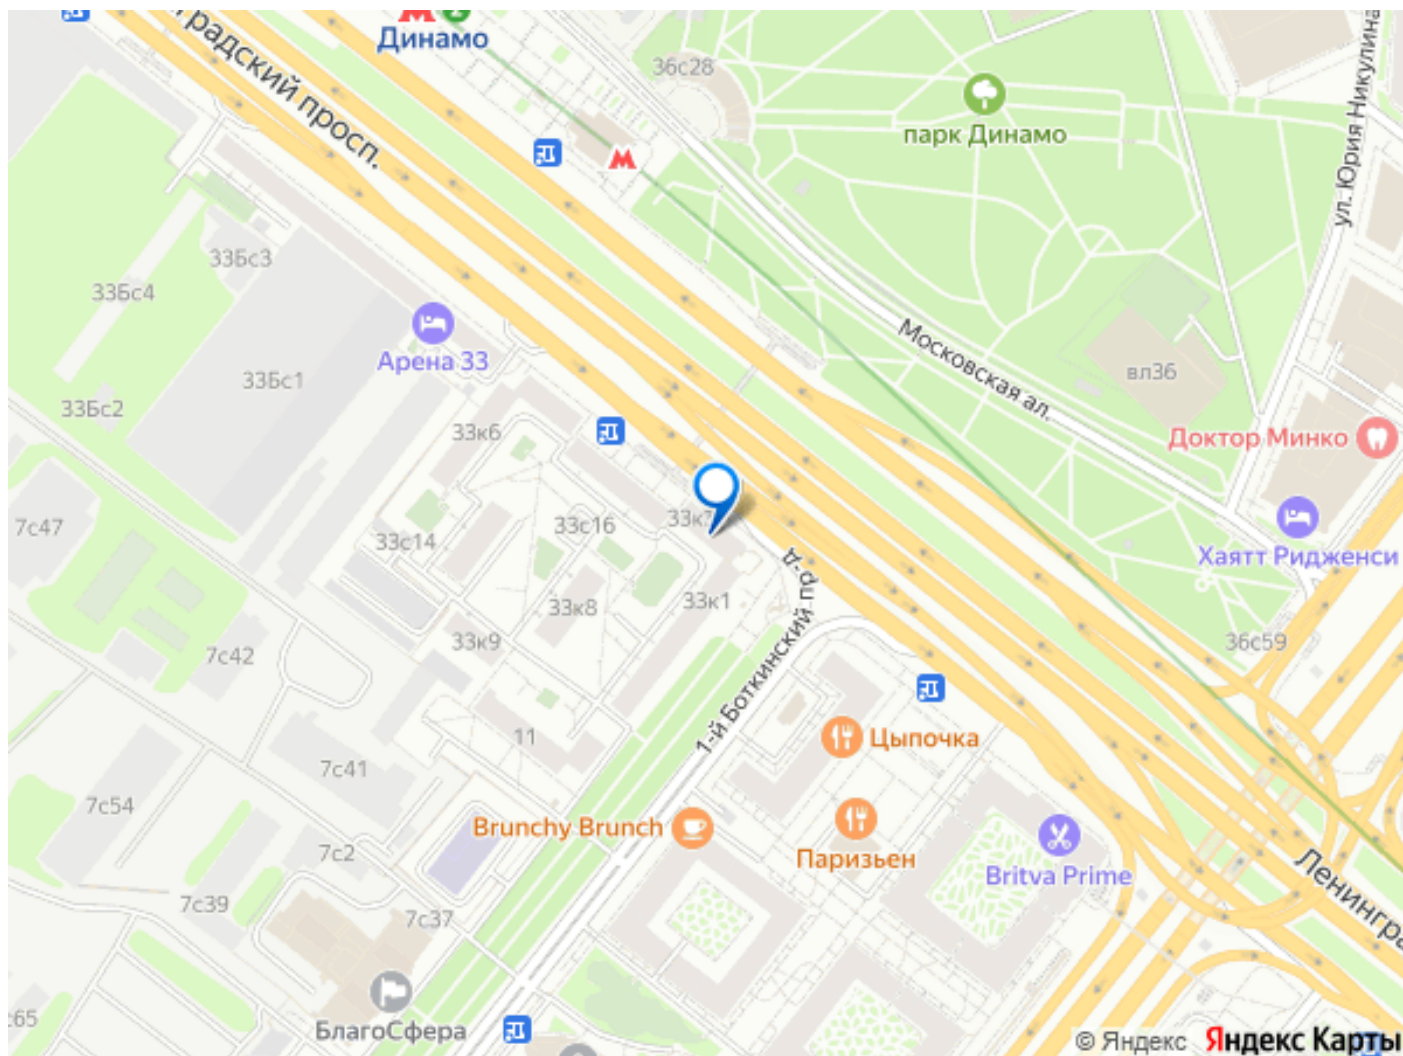 Динамо
36с28
градский просп.
парк Динамо
ул. Юрия Никулина
33Бс3
33Бс4
Арена 33
33Бс1
33Бс2
Московская ал.
вл36
33к6
Доктор Минко
7с47
33с14
33с16
Хаятт Ридженси
1-й Боткинский пр-д
33к8
33к1
33к9
36с59
7с42
11
Цыпочка
7с41
7с54
Brunchy Brunch
Паризьен
Britva Prime
7с2
Ленингра
7с39
7с37
БлагоСфера
© Яндекс Яндекс Карты